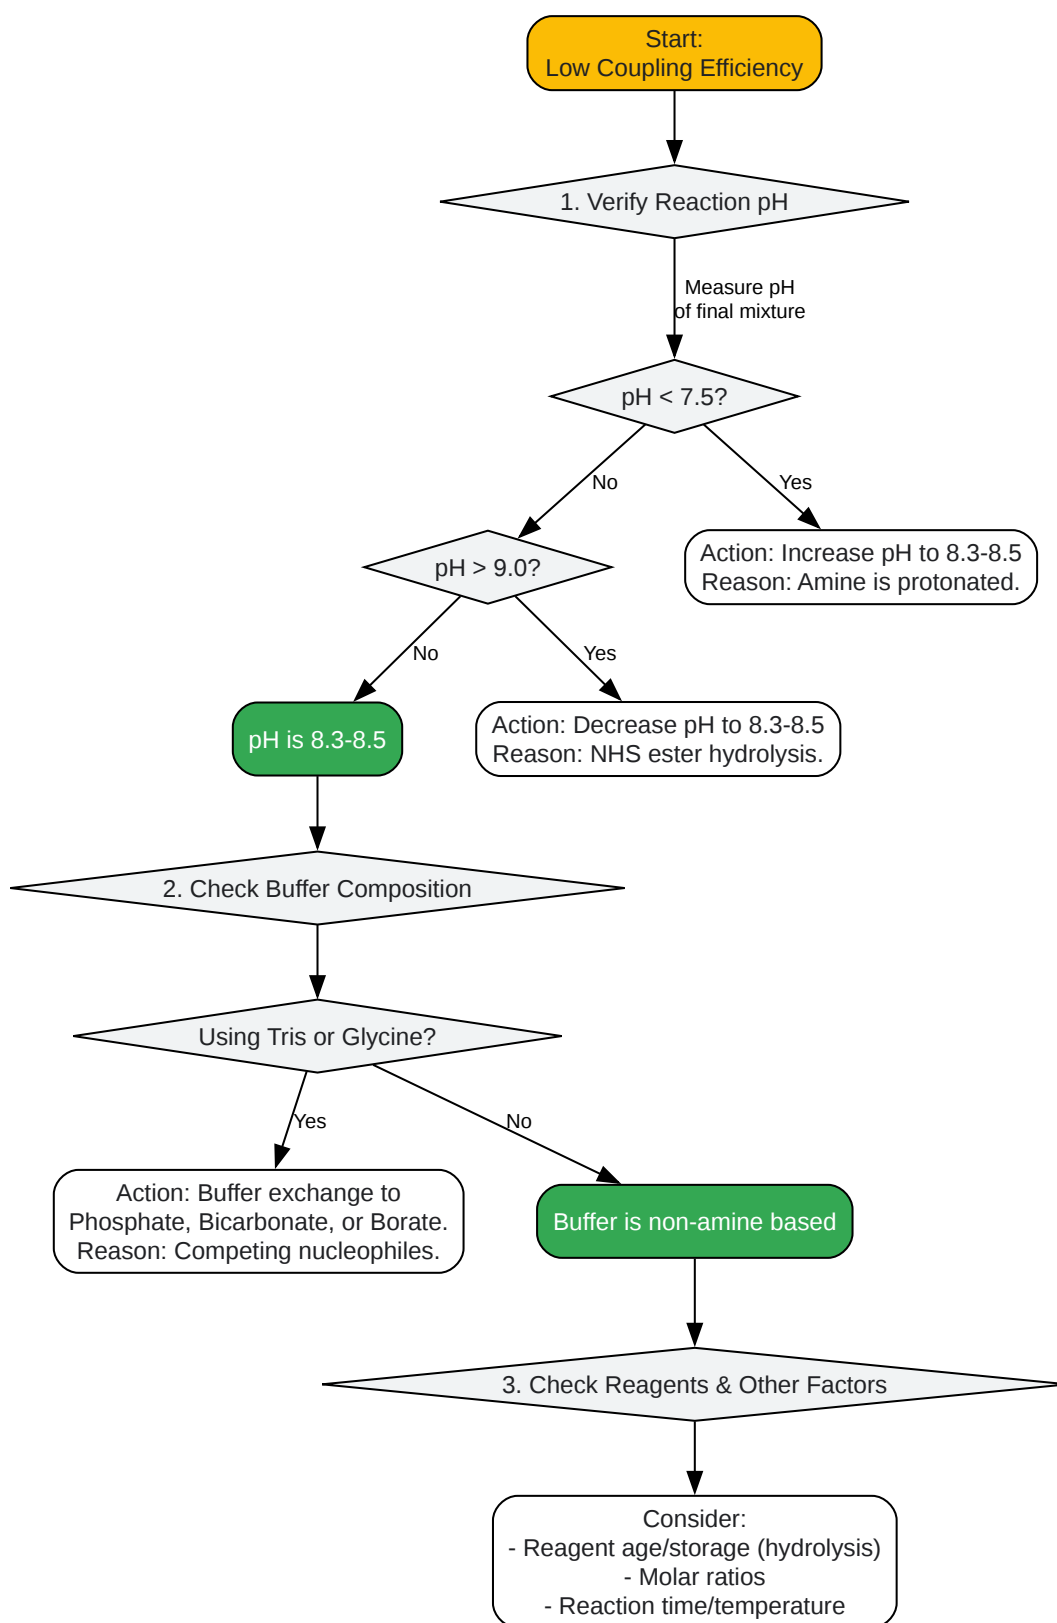 Start:
Low Coupling Efficiency
1. Verify Reaction pH
Measure pH
of final mixture
pH < 7.5?
No
Yes
Action: Increase pH to 8.3-8.5
Reason: Amine is protonated.
pH > 9.0?
No
Yes
pH is 8.3-8.5
Action: Decrease pH to 8.3-8.5
Reason: NHS ester hydrolysis.
2. Check Buffer Composition
Using Tris or Glycine?
Yes
No
Action: Buffer exchange to
Phosphate, Bicarbonate, or Borate.
Reason: Competing nucleophiles.
Buffer is non-amine based
3. Check Reagents & Other Factors
Consider:
- Reagent age/storage (hydrolysis)
- Molar ratios
- Reaction time/temperature